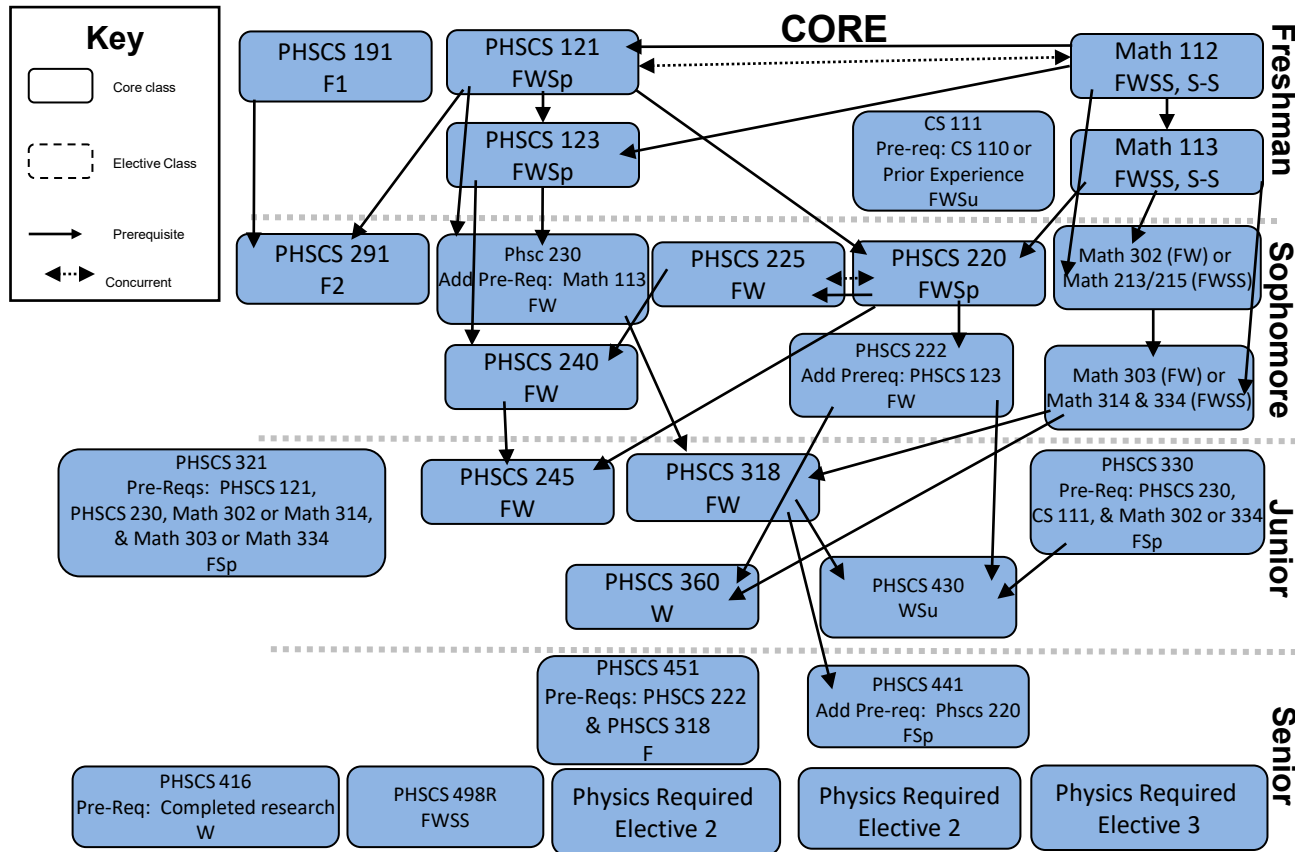 CORE
Key
Core class
Elective Class
Prerequisite
Concurrent
Freshman
PHSCS 191
F1
PHSCS 121
FWSp
Math 112
FWSS, S-S
PHSCS 123
FWSp
CS 111
Pre-req: CS 110 or
Prior Experience
FWSu
Math 113
FWSS, S-S
Sophomore
PHSCS 291
F2
Phsc 230
Add Pre-Req: Math 113
FW
PHSCS 225
FW
PHSCS 220
FWSp
Math 302 (FW) or
Math 213/215 (FWSS)
PHSCS 240
FW
PHSCS 222
Add Prereq: PHSCS 123
FW
Math 303 (FW) or
Math 314 & 334 (FWSS)
Junior
PHSCS 321
Pre-Reqs: PHSCS 121,
PHSCS 230, Math 302 or Math 314,
& Math 303 or Math 334
FSp
PHSCS 245
FW
PHSCS 318
FW
PHSCS 330
Pre-Req: PHSCS 230,
CS 111, & Math 302 or 334
FSp
PHSCS 360
W
PHSCS 430
WSu
Senior
PHSCS 451
Pre-Reqs: PHSCS 222
& PHSCS 318
F
PHSCS 441
Add Pre-req: Phscs 220
FSp
PHSCS 416
Pre-Req: Completed research
W
PHSCS 498R
FWSS
Physics Required
Elective 2
Physics Required
Elective 2
Physics Required
Elective 3